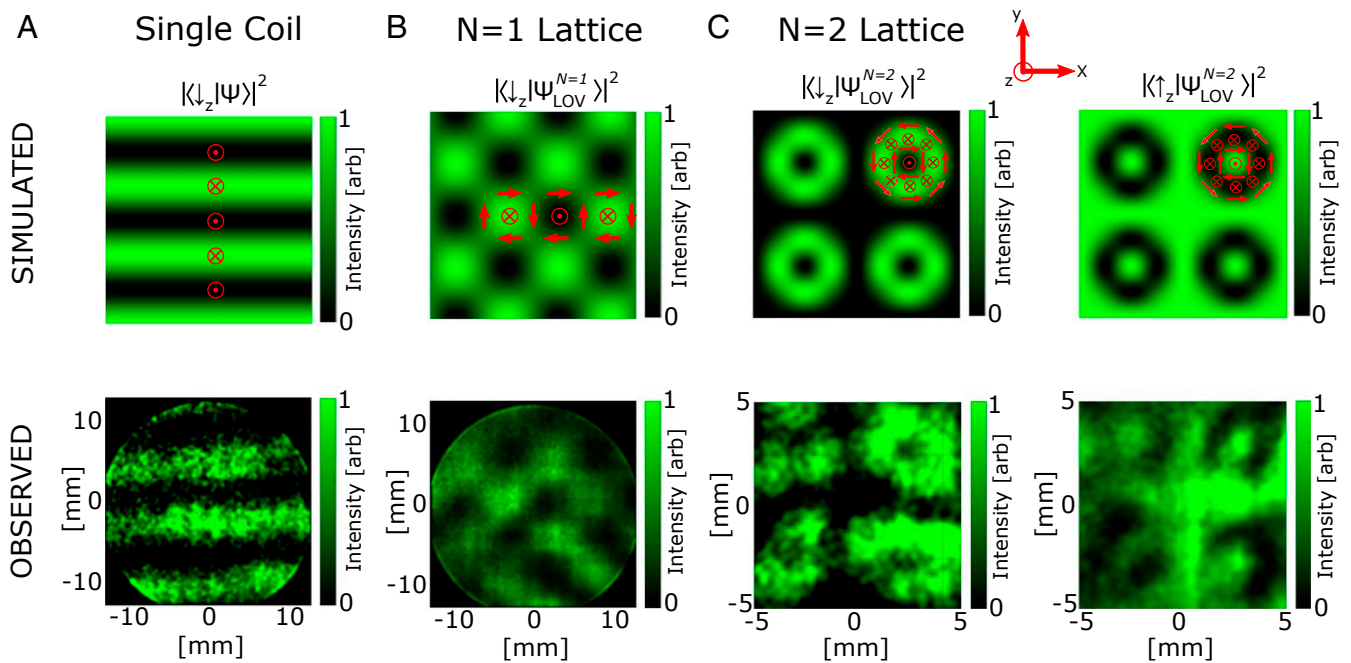 A Single Coil
B N=1 Lattice
C N=2 Lattice
y
z
X
|⟨↓z|Ψ⟩|²
|⟨↓z|Ψ^{N=1}_{LOV}⟩|²
|⟨↓z|Ψ^{N=2}_{LOV}⟩|²
|⟨↑z|Ψ^{N=2}_{LOV}⟩|²
SIMULATED
1
Intensity [arb]
0
1
Intensity [arb]
0
1
Intensity [arb]
0
1
Intensity [arb]
0
OBSERVED
[mm]
10
0
-10
-10 0 10
[mm]
1
Intensity [arb]
0
[mm]
10
0
-10
-10 0 10
[mm]
1
Intensity [arb]
0
[mm]
5
0
-5
-5 0 5
[mm]
1
Intensity [arb]
0
[mm]
5
0
-5
-5 0 5
[mm]
1
Intensity [arb]
0